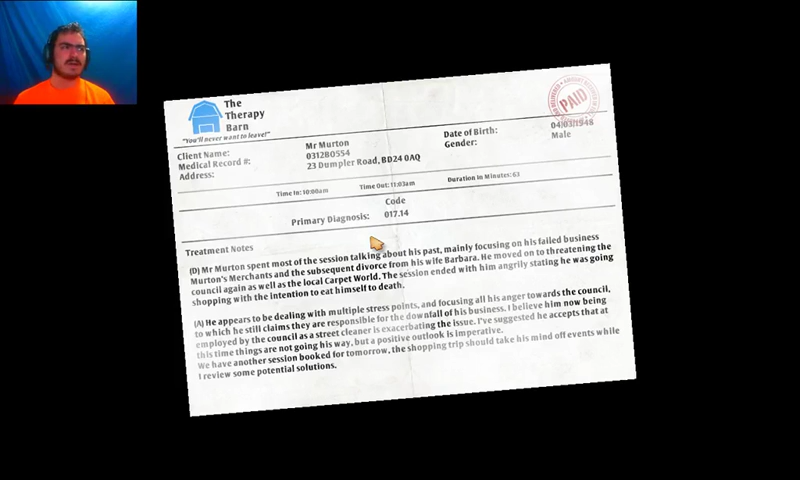 The
Therapy
Barn
"You'll never want to leave!"
PAID
Client Name: Mr Murton Date of Birth: 04/03/1948
Medical Record #: 0312B05S4 Gender: Male
Address: 23 Dumpler Road, BD24 0AQ
Time In: 10:00am Time Out: 11:03am Duration in Minutes: 63
Code
Primary Diagnosis: 017.14
Treatment Notes
(D) Mr Murton spent most of the session talking about his past, mainly focusing on his failed business
Murton's Merchants and the subsequent divorce from his wife Barbara. He moved on to threatening the
council again as well as the local Carpet World. The session ended with him angrily stating he was going
shopping with the intention to eat himself to death.
(A) He appears to be dealing with multiple stress points, and focusing all his anger towards the council,
to which he still claims they are responsible for the downfall of his business. I believe him now being
employed by the council as a street cleaner is exacerbating the issue. I've suggested he accepts that at
this time things are not going his way, but a positive outlook is imperative.
We have another session booked for tomorrow, the shopping trip should take his mind off events while
I review some potential solutions.